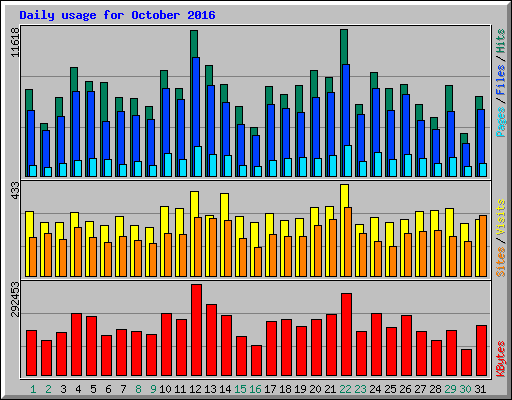 Daily usage for October 2016
11618
Pages/Files/Hits
433
Sites/Visits
292453
KBytes
1 2 3 4 5 6 7 8 9 10 11 12 13 14 15 16 17 18 19 20 21 22 23 24 25 26 27 28 29 30 31